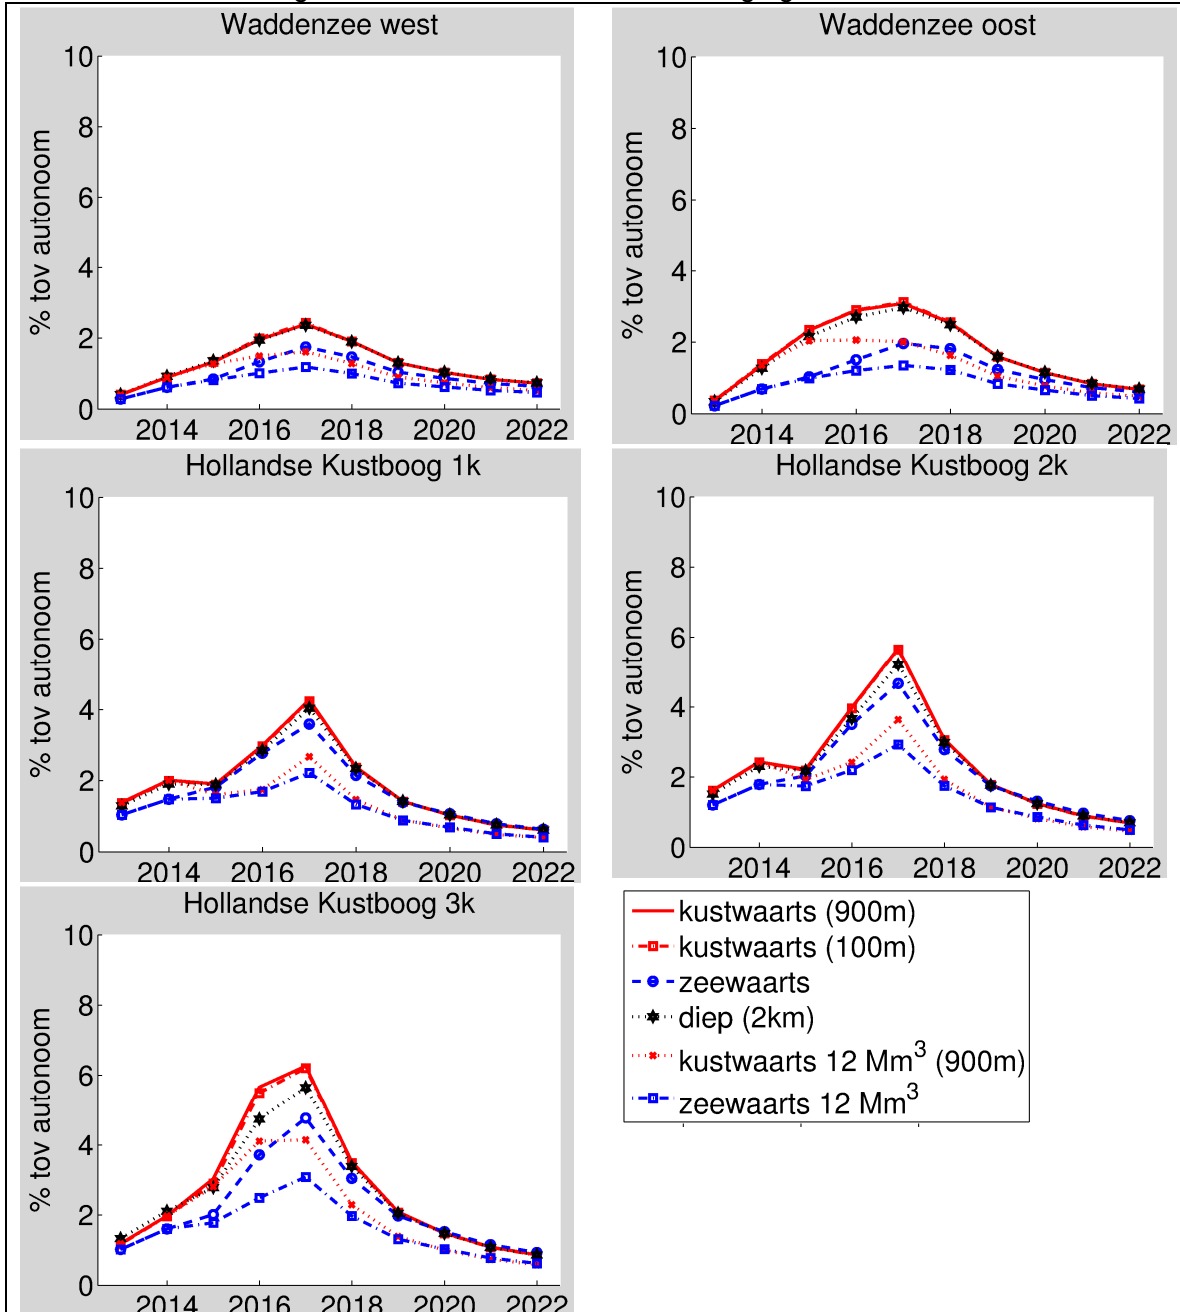 Waddenzee west
10
8
6
4
2
0
% tov autonoom
2014 2016 2018 2020 2022
Waddenzee oost
10
8
6
4
2
0
% tov autonoom
2014 2016 2018 2020 2022
Hollandse Kustboog 1k
10
8
6
4
2
0
% tov autonoom
2014 2016 2018 2020 2022
Hollandse Kustboog 2k
10
8
6
4
2
0
% tov autonoom
2014 2016 2018 2020 2022
Hollandse Kustboog 3k
10
8
6
4
2
0
% tov autonoom
2014 2016 2018 2020 2022
kustwaarts (900m)
kustwaarts (100m)
zeewaarts
diep (2km)
kustwaarts 12 Mm³ (900m)
zeewaarts 12 Mm³